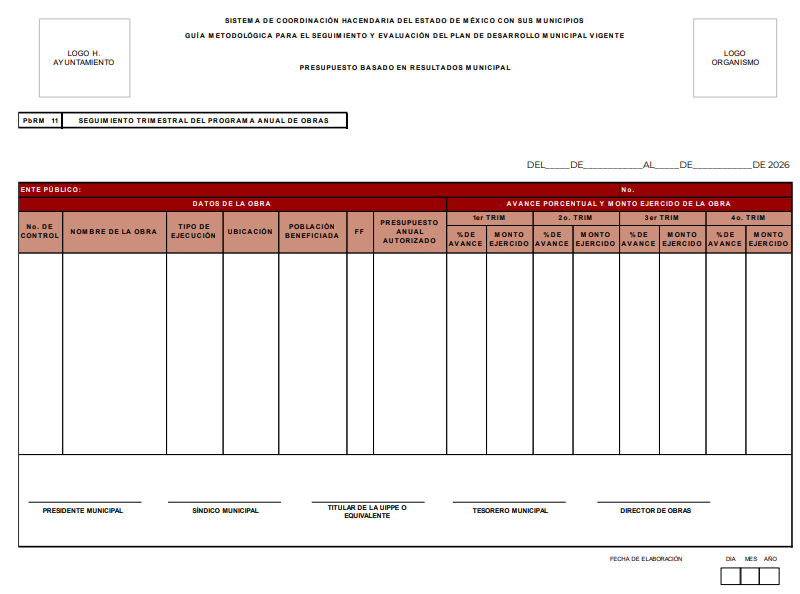 SISTEMA DE COORDINACIÓN HACENDARIA DEL ESTADO DE MÉXICO CON SUS MUNICIPIOS
GUÍA METODOLÓGICA PARA EL SEGUIMIENTO Y EVALUACIÓN DEL PLAN DE DESARROLLO MUNICIPAL VIGENTE
LOGO H.
AYUNTAMIENTO
PRESUPUESTO BASADO EN RESULTADOS MUNICIPAL
LOGO
ORGANISMO
PbRM 11 SEGUIMIENTO TRIMESTRAL DEL PROGRAMA ANUAL DE OBRAS
DEL_____DE____________AL_____DE____________DE 2026
ENTE PÚBLICO: No.
DATOS DE LA OBRA AVANCE PORCENTUAL Y MONTO EJERCIDO DE LA OBRA
No. DE
CONTROL
NOMBRE DE LA OBRA
TIPO DE
EJECUCIÓN
UBICACIÓN
POBLACIÓN
BENEFICIADA
FF
PRESUPUESTO
ANUAL
AUTORIZADO
1er TRIM 2o. TRIM 3er TRIM 4o. TRIM
% DE
AVANCE
MONTO
EJERCIDO
% DE
AVANCE
MONTO
EJERCIDO
% DE
AVANCE
MONTO
EJERCIDO
% DE
AVANCE
MONTO
EJERCIDO
PRESIDENTE MUNICIPAL
SÍNDICO MUNICIPAL
TITULAR DE LA UIPPE O
EQUIVALENTE
TESORERO MUNICIPAL
DIRECTOR DE OBRAS
FECHA DE ELABORACIÓN DIA MES AÑO